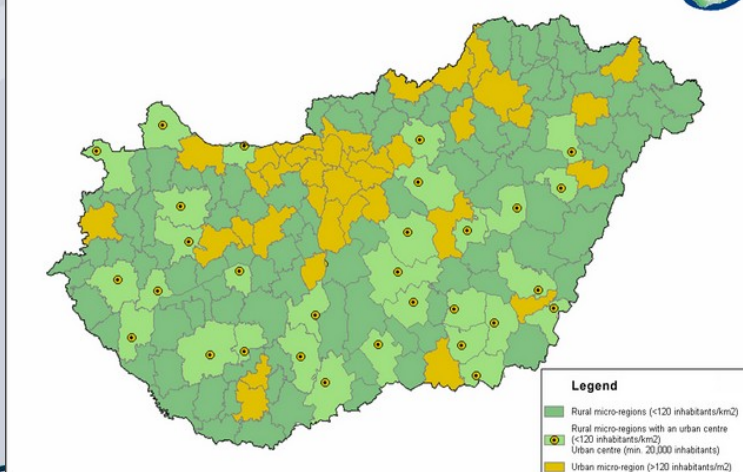 Legend
Rural micro-regions (<120 inhabitants/km2)
Rural micro-regions with an urban centre
(<120 inhabitants/km2)
Urban centre (min. 20,000 inhabitants)
Urban micro-region (>120 inhabitants/m2)